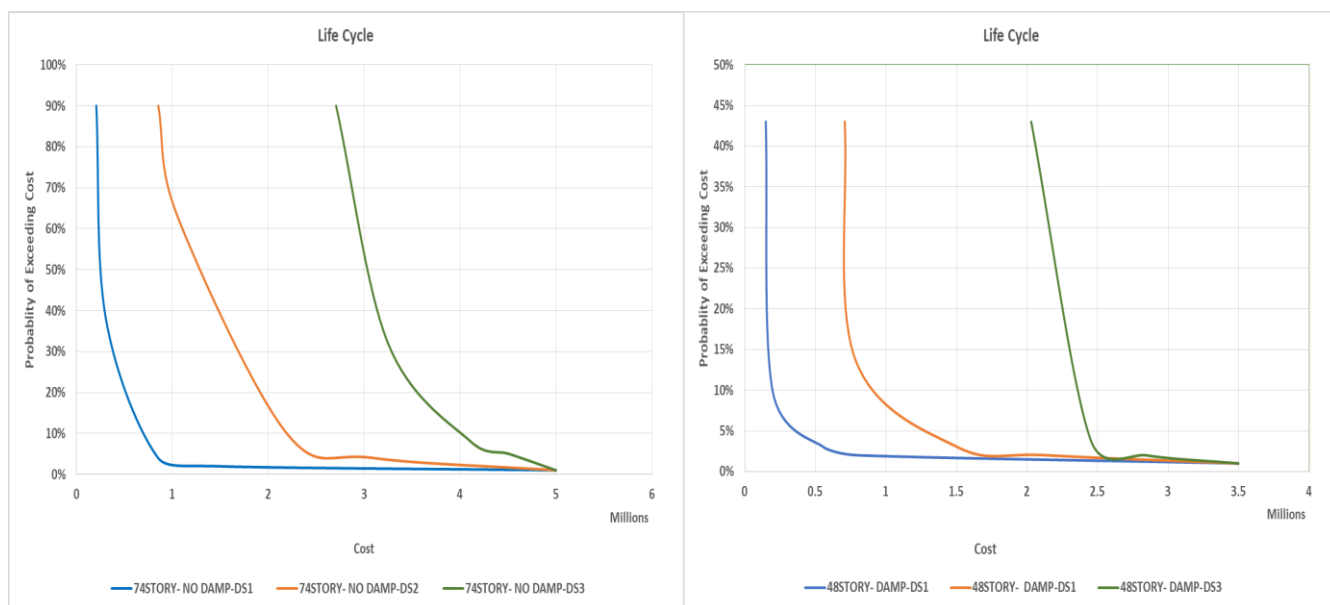 Life Cycle
100%
90%
80%
70%
60%
50%
40%
30%
20%
10%
0%
Probablity of Exceeding Cost
0 1 2 3 4 5 6
Millions
Cost
74STORY- NO DAMP-DS1 74STORY- NO DAMP-DS2 74STORY- NO DAMP-DS3
Life Cycle
50%
45%
40%
35%
30%
25%
20%
15%
10%
5%
0%
Probablity of Exceeding Cost
0 0.5 1 1.5 2 2.5 3 3.5 4
Millions
Cost
48STORY- DAMP-DS1 48STORY- DAMP-DS1 48STORY- DAMP-DS3